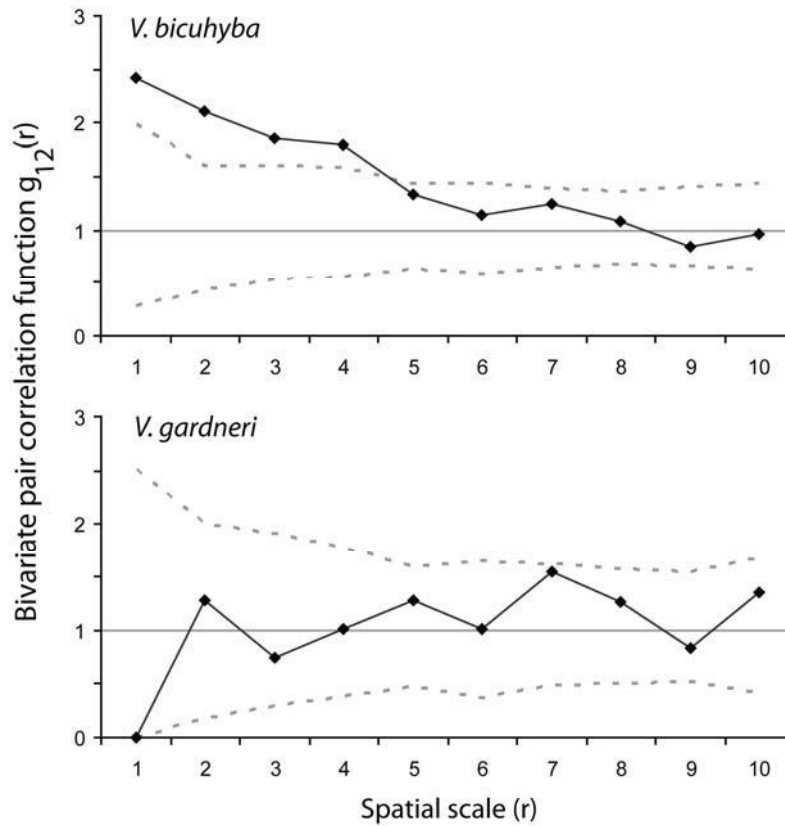 Bivariate pair correlation function g12(r)
V. bicuhyba
3
2
1
0
1 2 3 4 5 6 7 8 9 10
V. gardneri
3
2
1
0
1 2 3 4 5 6 7 8 9 10
Spatial scale (r)